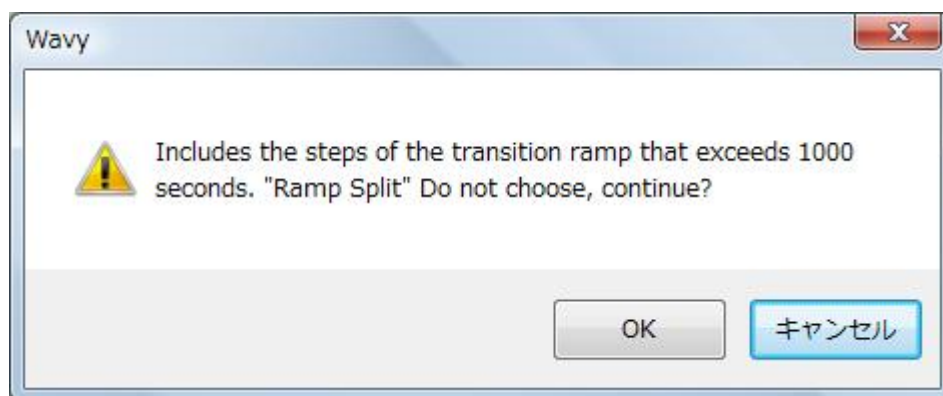 Wavy
Includes the steps of the transition ramp that exceeds 1000
seconds. "Ramp Split" Do not choose, continue?
OK
キャンセル